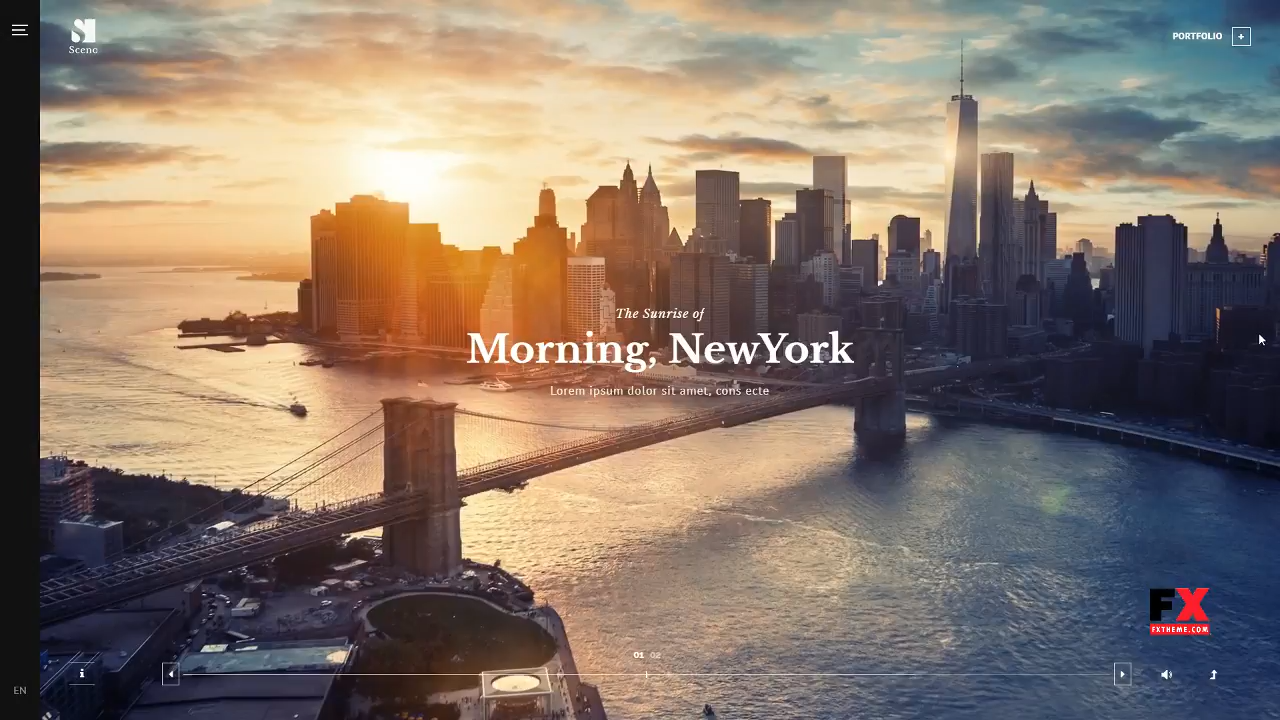 Sceno
PORTFOLIO +
The Sunrise of
Morning, NewYork
Lorem ipsum dolor sit amet, cons ecte
FX
FXTHEME.COM
01 02
i
EN